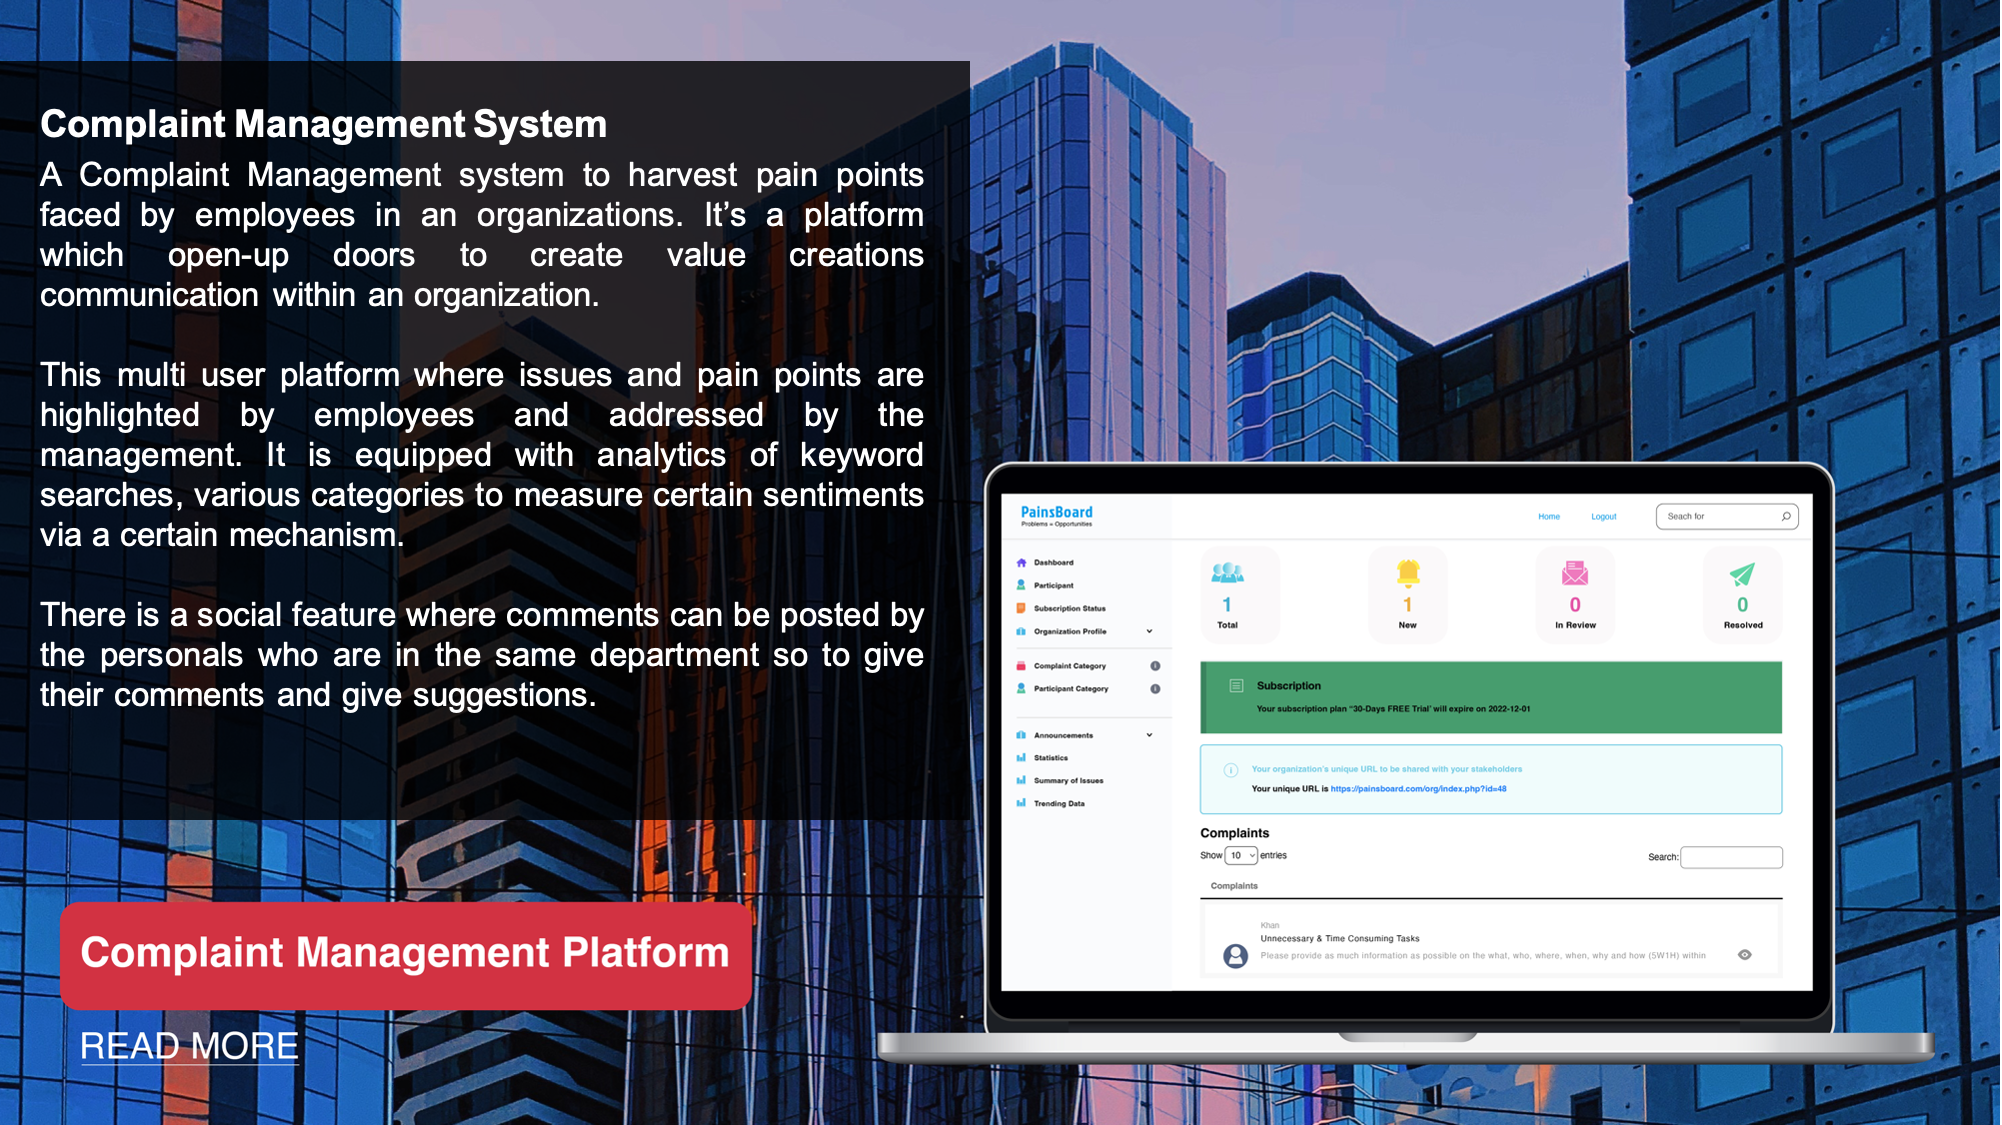 Complaint Management System
A Complaint Management system to harvest pain points
faced by employees in an organizations. It's a platform
which open-up doors to create value creations
communication within an organization.
This multi user platform where issues and pain points are
highlighted by employees and addressed by the
management. It is equipped with analytics of keyword
searches, various categories to measure certain sentiments
via a certain mechanism.
There is a social feature where comments can be posted by
the personals who are in the same department so to give
their comments and give suggestions.
Complaint Management Platform
READ MORE
PainsBoard
Problems = Opportunities
Home Logout Seach for
Dashboard
Participant
Subscription Status
Organization Profile
Complaint Category
Participant Category
Announcements
Statistics
Summary of Issues
Trending Data
1 1 0 0
Total New In Review Resolved
Subscription
Your subscription plan "30-Days FREE Trial' will expire on 2022-12-01
Your organization's unique URL to be shared with your stakeholders
Your unique URL is https://painsboard.com/org/index.php?id=48
Complaints
Show 10 entries Search:
Complaints
Khan
Unnecessary & Time Consuming Tasks
Please provide as much information as possible on the what, who, where, when, why and how (5W1H) within